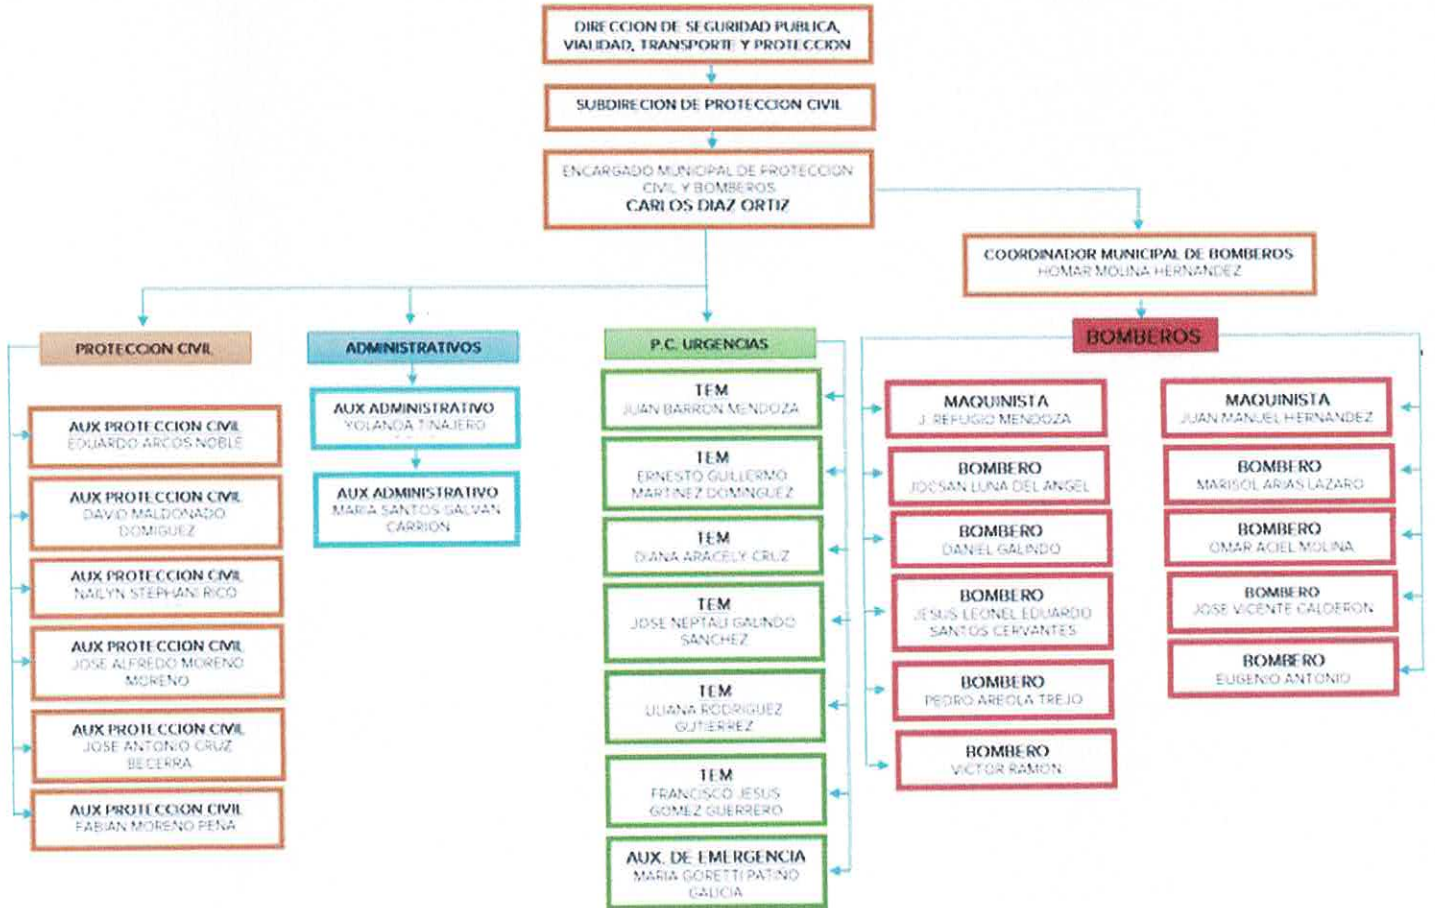 DIRECCION DE SEGURIDAD PUBLICA,
VIALIDAD, TRANSPORTE Y PROTECCION
SUBDIRECION DE PROTECCION CIVIL
ENCARGADO MUNICIPAL DE PROTECCION
CIVIL Y BOMBEROS
CARLOS DIAZ ORTIZ
COORDINADOR MUNICIPAL DE BOMBEROS
HOMAR MOLINA HERNANDEZ
PROTECCION CIVIL
AUX PROTECCION CIVIL
EDUARDO ARCOS NOBLE
AUX PROTECCION CIVIL
DAVID MALDONADO
DOMIGUEZ
AUX PROTECCION CIVIL
NAILYN STEPHANI RICO
AUX PROTECCION CIVIL
JOSE ALFREDO MORENO
MORENO
AUX PROTECCION CIVIL
JOSE ANTONIO CRUZ
BECERRA
AUX PROTECCION CIVIL
FABIAN MORENO PEÑA
ADMINISTRATIVOS
AUX ADMINISTRATIVO
YOLANDA TINAJERO
AUX ADMINISTRATIVO
MARIA SANTOS GALVAN
CARRION
P.C. URGENCIAS
TEM
JUAN BARRON MENDOZA
TEM
ERNESTO GUILLERMO
MARTINEZ DOMINGUEZ
TEM
DIANA ARACELY CRUZ
TEM
JOSE NEPTALI GALINDO
SANCHEZ
TEM
LILIANA RODRIGUEZ
GUTIERREZ
TEM
FRANCISCO JESUS
GOMEZ GUERRERO
AUX. DE EMERGENCIA
MARIA GORETTI PATIÑO
GALICIA
BOMBEROS
MAQUINISTA
J. REFUGIO MENDOZA
BOMBERO
JOCSAN LUNA DEL ANGEL
BOMBERO
DANIEL GALINDO
BOMBERO
JESUS LEONEL EDUARDO
SANTOS CERVANTES
BOMBERO
PEDRO AREOLA TREJO
BOMBERO
VICTOR RAMON
MAQUINISTA
JUAN MANUEL HERNANDEZ
BOMBERO
MARISOL ARIAS LAZARO
BOMBERO
OMAR ACIEL MOLINA
BOMBERO
JOSE VICENTE CALDERON
BOMBERO
EUGENIO ANTONIO